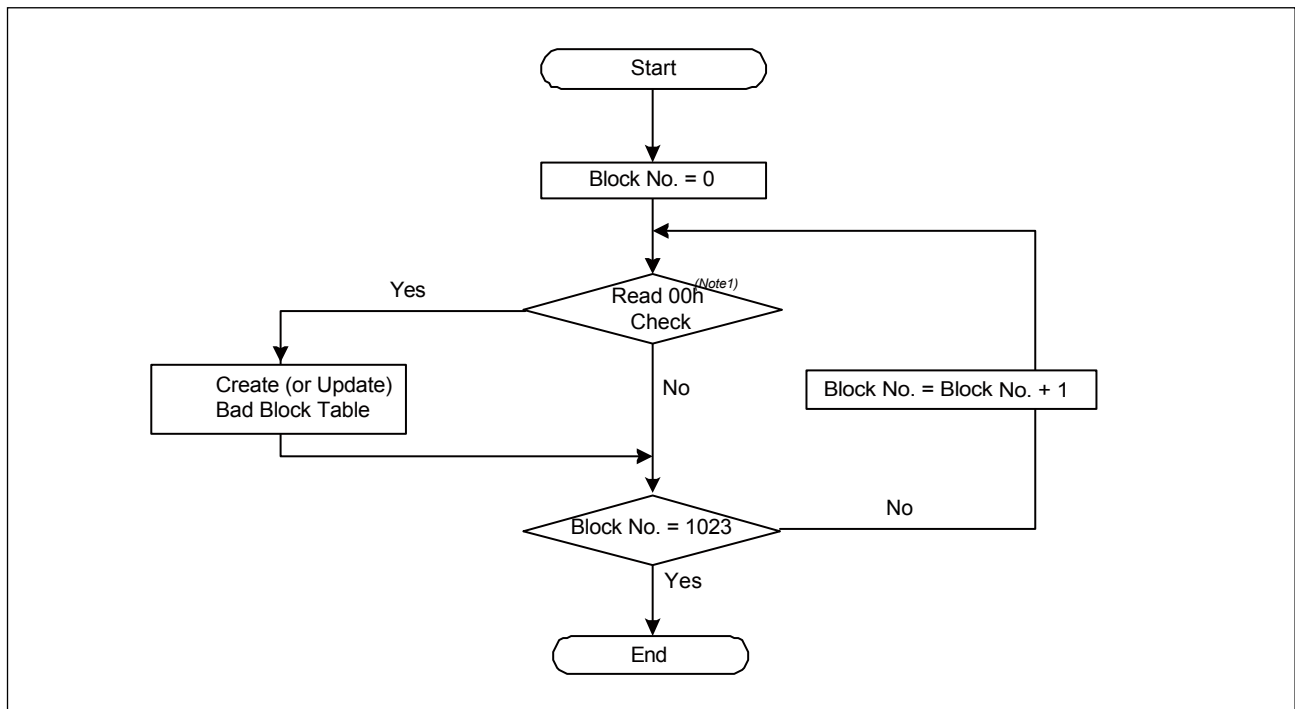 Start
Block No. = 0
Yes
Read 00h (Note1)
Check
Create (or Update)
Bad Block Table
No
Block No. = Block No. + 1
Block No. = 1023
No
Yes
End